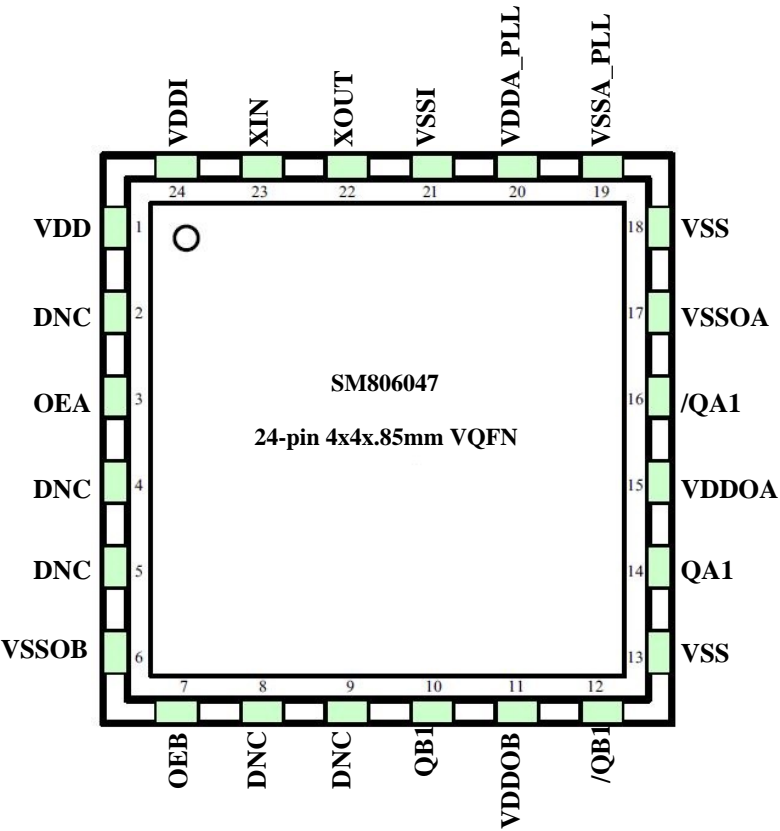 VDDI
XIN
XOUT
VSSI
VDDA_PLL
VSSA_PLL
24
23
22
21
20
19
VDD 1
18 VSS
DNC 2
17 VSSOA
OEA 3
16 /QA1
SM806047
24-pin 4x4x.85mm VQFN
DNC 4
15 VDDOA
DNC 5
14 QA1
VSSOB 6
13 VSS
7
8
9
10
11
12
OEB
DNC
DNC
QB1
VDDOB
/QB1